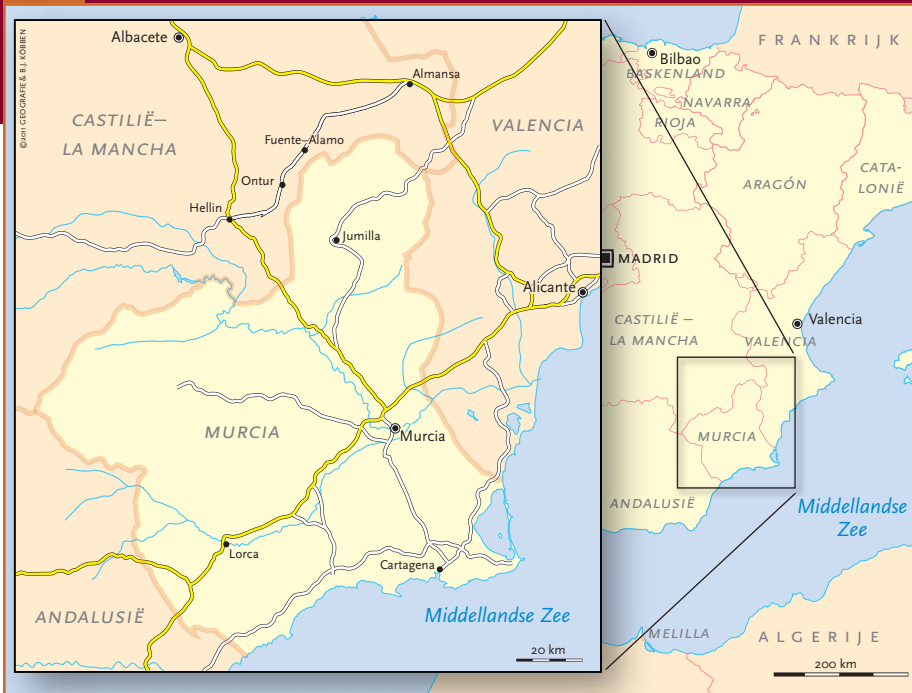 ©2011 GEOGRAFIE & B.J. KÖBBEN
Albacete
Almansa
CASTILIË–
LA MANCHA
VALENCIA
Fuente–Alamo
Ontur
Hellin
Jumilla
Alicante
MURCIA
Murcia
Lorca
Cartagena
ANDALUSIË
Middellandse Zee
20 km
FRANKRIJK
Bilbao
BASKENLAND
NAVARRA
RIOJA
ARAGÓN
CATA-
LONIË
MADRID
Valencia
CASTILIË –
LA MANCHA
VALENCIA
MURCIA
ANDALUSIË
Middellandse
Zee
MELILLA
ALGERIJE
200 km